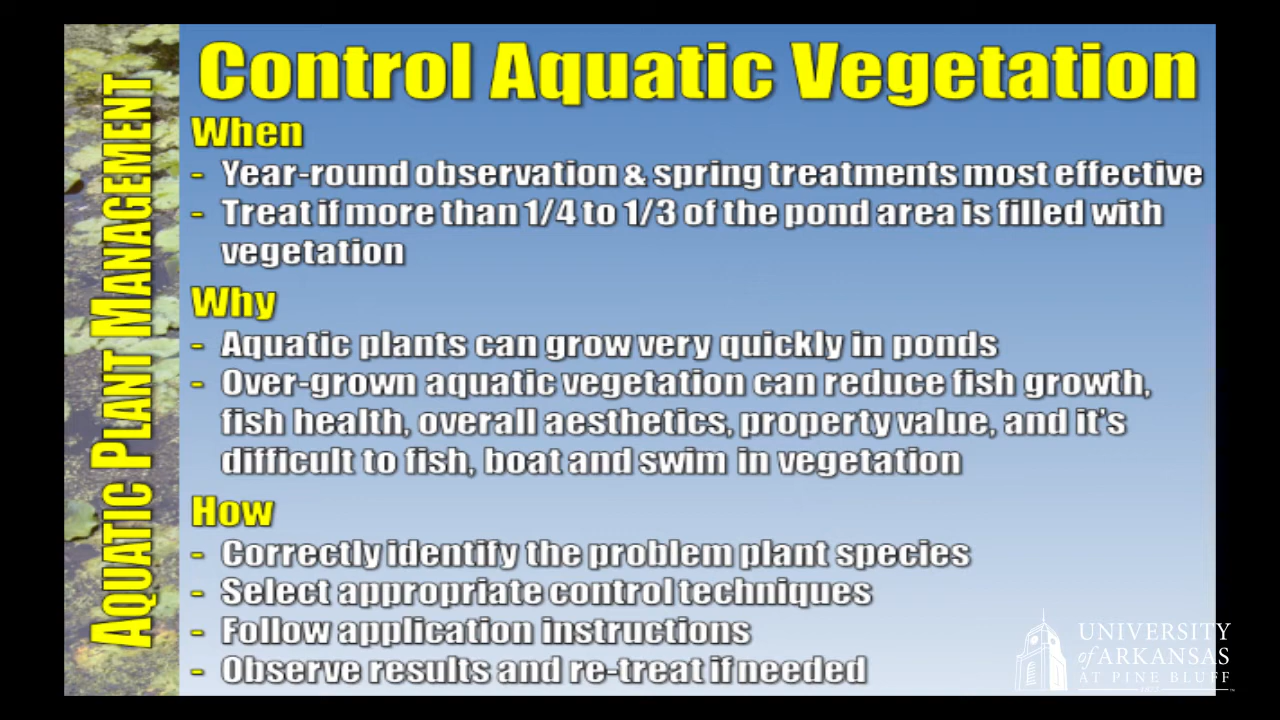 Control Aquatic Vegetation
AQUATIC PLANT MANAGEMENT
When
- Year-round observation & spring treatments most effective
- Treat if more than 1/4 to 1/3 of the pond area is filled with
vegetation
Why
- Aquatic plants can grow very quickly in ponds
- Over-grown aquatic vegetation can reduce fish growth,
fish health, overall aesthetics, property value, and it's
difficult to fish, boat and swim in vegetation
How
- Correctly identify the problem plant species
- Select appropriate control techniques
- Follow application instructions
- Observe results and re-treat if needed
UNIVERSITY
of ARKANSAS
AT PINE BLUFF